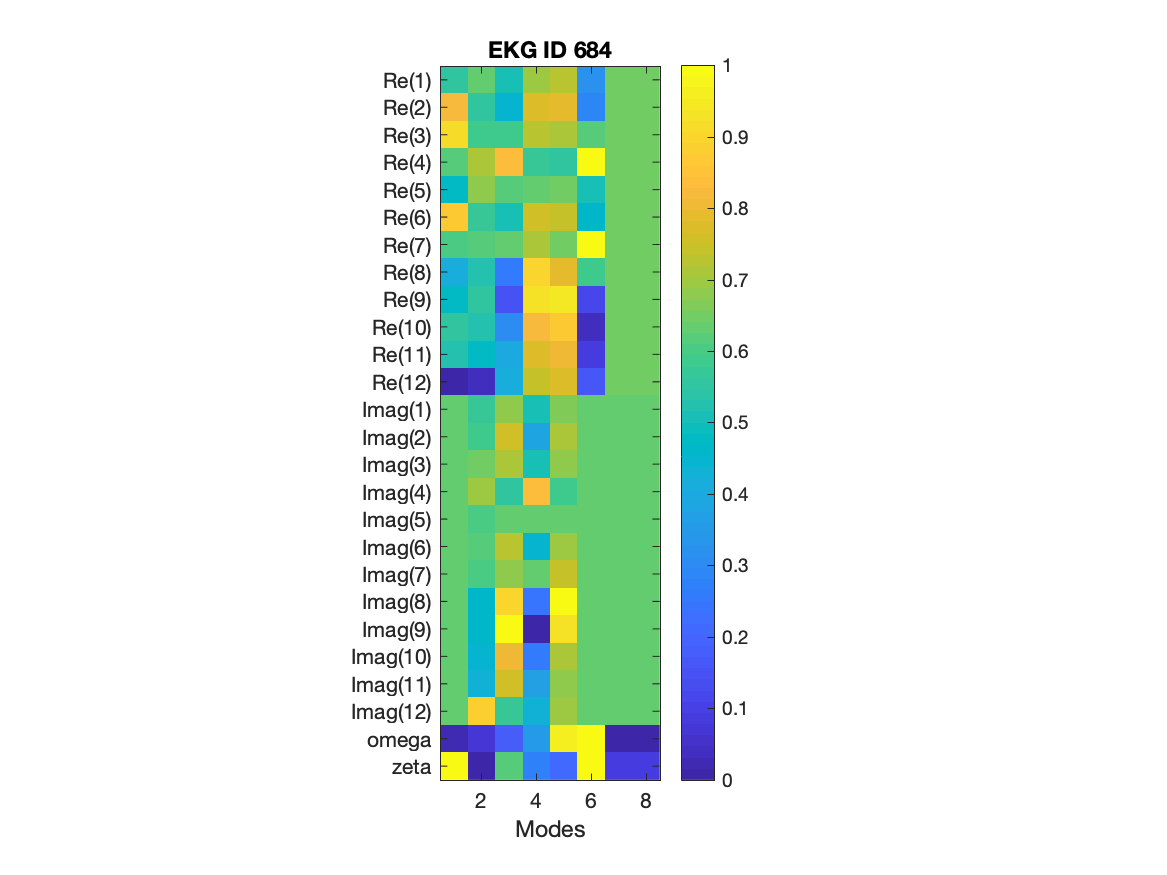 EKG ID 684
Re(1)
Re(2)
Re(3)
Re(4)
Re(5)
Re(6)
Re(7)
Re(8)
Re(9)
Re(10)
Re(11)
Re(12)
Imag(1)
Imag(2)
Imag(3)
Imag(4)
Imag(5)
Imag(6)
Imag(7)
Imag(8)
Imag(9)
Imag(10)
Imag(11)
Imag(12)
omega
zeta
2 4 6 8
Modes
1
0.9
0.8
0.7
0.6
0.5
0.4
0.3
0.2
0.1
0